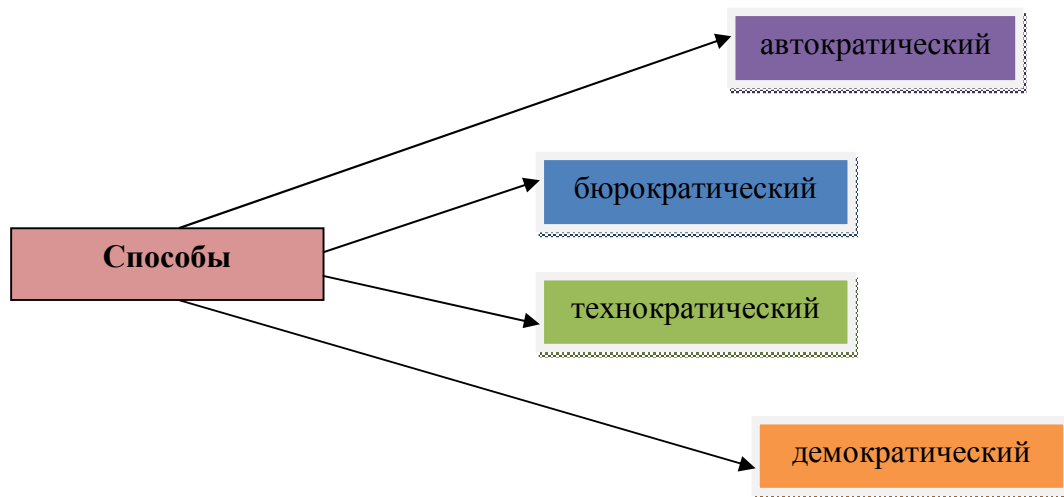 автократический
бюрократический
Способы
технократический
демократический